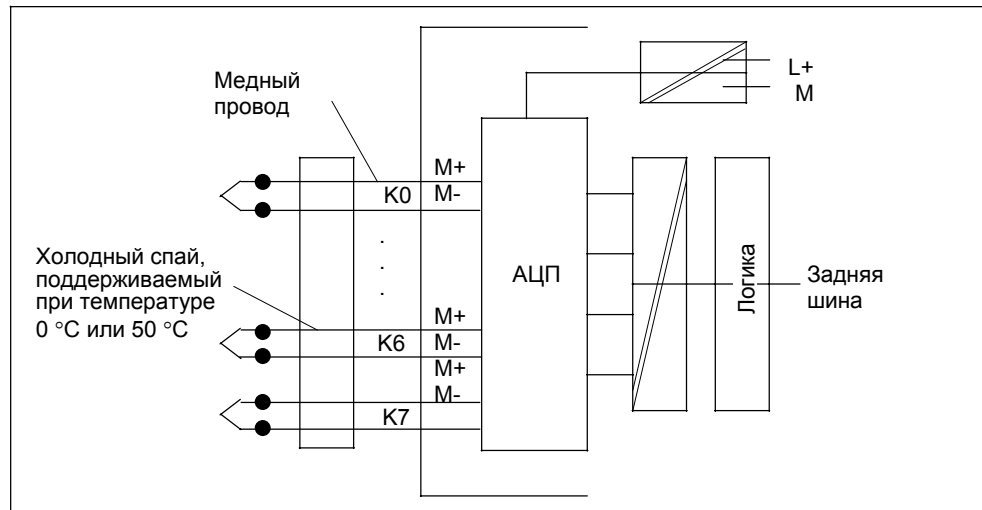 L+
M
Медный
провод
M+
K0
M-
Холодный спай,
поддерживаемый
при температуре
0 °C или 50 °C
.
.
.
АЦП
Логика
Задняя
шина
M+
K6
M-
M+
M-
K7